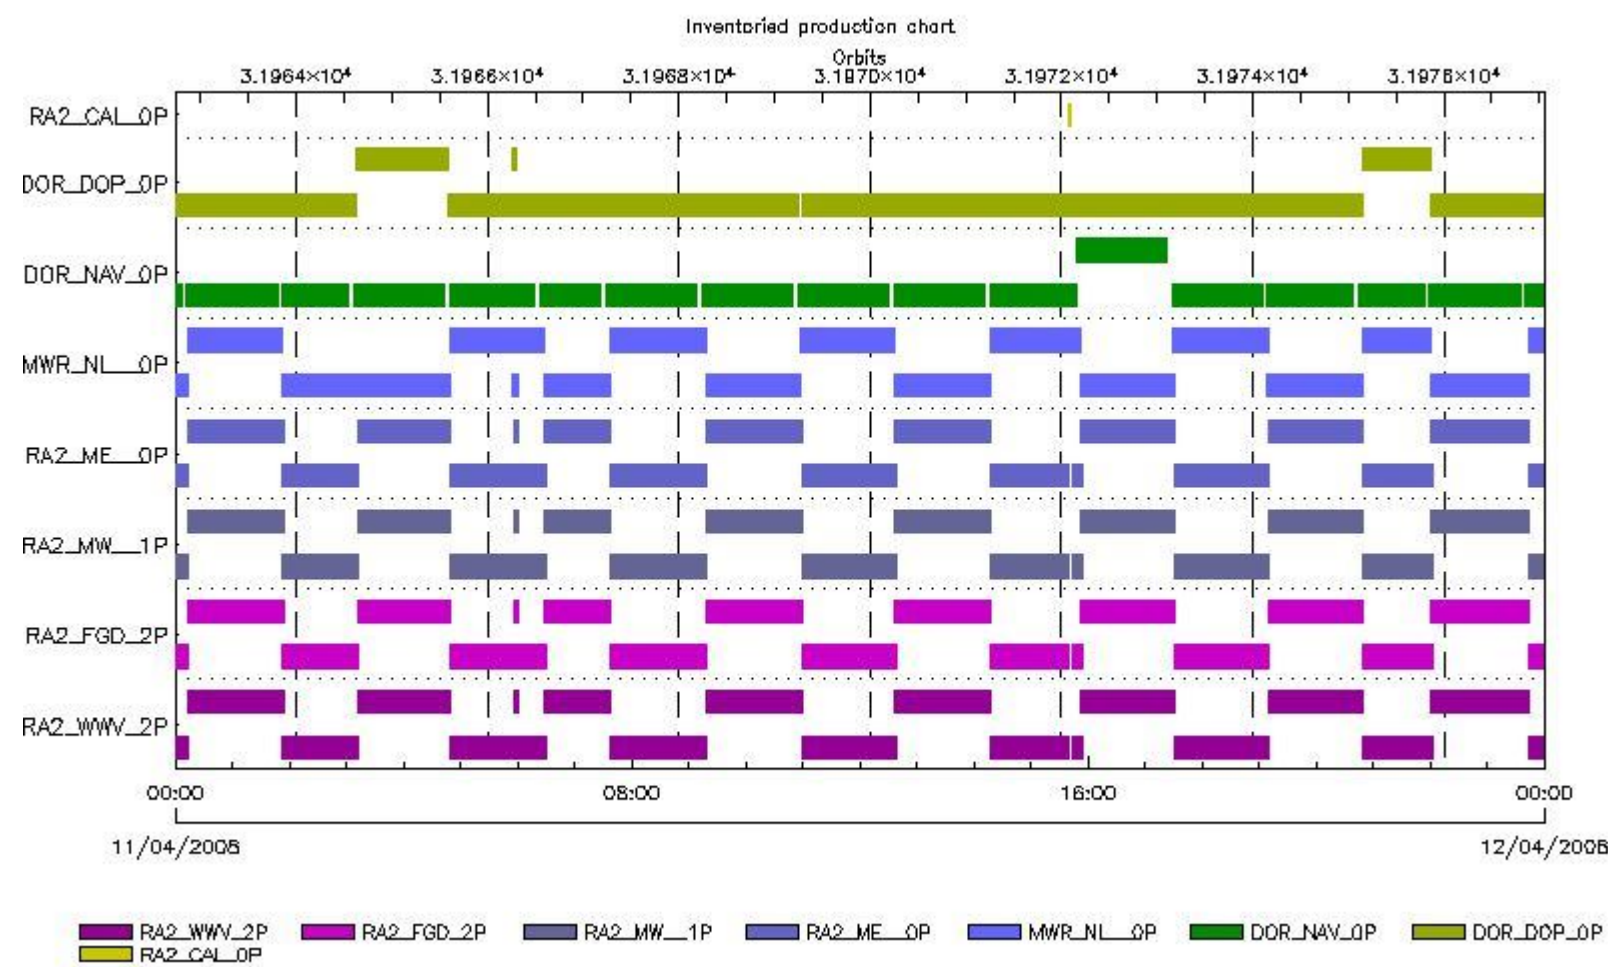 Inventoried production chart
Orbits
3.1964×10⁴ 3.1966×10⁴ 3.1968×10⁴ 3.1970×10⁴ 3.1972×10⁴ 3.1974×10⁴ 3.1976×10⁴
RA2_CAL_0P
DOR_DOP_0P
DOR_NAV_0P
MWR_NL__0P
RA2_ME__0P
RA2_MW__1P
RA2_FGD_2P
RA2_WWV_2P
00:00 08:00 16:00 00:00
11/04/2008 12/04/2008
RA2_WWV_2P RA2_FGD_2P RA2_MW__1P RA2_ME__0P MWR_NL__0P DOR_NAV_0P DOR_DOP_0P
RA2_CAL_0P